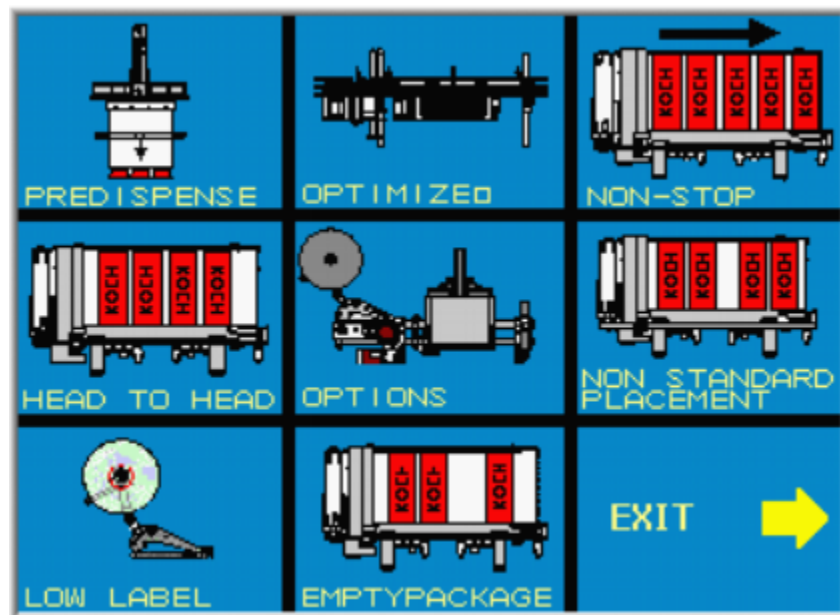 PREDISPENSE
OPTIMIZE
KOCH KOCH KOCH KOCH KOCH
NON-STOP
KOCH KOCH KOCH KOCH
HEAD TO HEAD
OPTIONS
KOCH KOCH KOCH KOCH
NON STANDARD
PLACEMENT
LOW LABEL
KOCH KOCH KOCH
EMPTYPACKAGE
EXIT